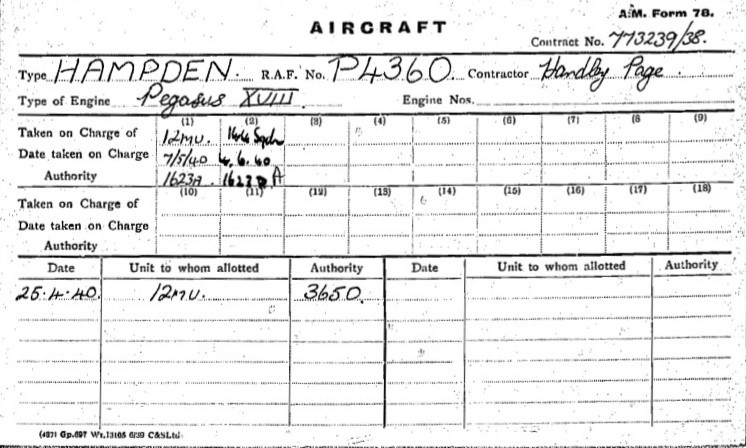 A.M. Form 78.
AIRCRAFT
Contract No. 773239/38.
Type HAMPDEN. R.A.F. No. P4360. Contractor Handley Page.
Type of Engine Pegasus XVIII Engine Nos.
(1) (2) (3) (4) (5) (6) (7) (8 (9)
Taken on Charge of 12MU. 144 Sqdn
Date taken on Charge 7/5/40 4.6.40
Authority 1623A. A
(10) (11) (12) (13) (14) (15) (16) (17) (18)
Taken on Charge of
Date taken on Charge
Authority
Date Unit to whom allotted Authority Date Unit to whom allotted Authority
25.4.40. 12MU. 3650.
Gp.697 C&SLtd